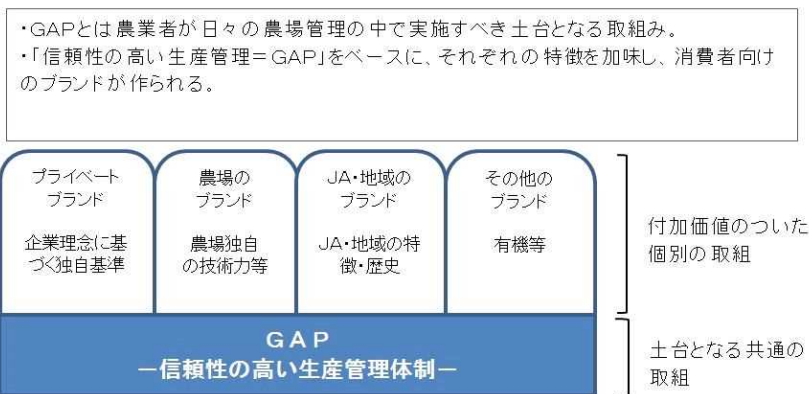 ・GAPとは農業者が日々の農場管理の中で実施すべき土台となる取組み。
・「信頼性の高い生産管理＝GAP」をベースに、それぞれの特徴を加味し、消費者向け
のブランドが作られる。
プライベート
ブランド
企業理念に基
づく独自基準
農場の
ブランド
農場独自
の技術力等
JA・地域の
ブランド
JA・地域の特
徴・歴史
その他の
ブランド
有機等
付加価値のついた
個別の取組
ＧＡＰ
－信頼性の高い生産管理体制－
土台となる共通の
取組